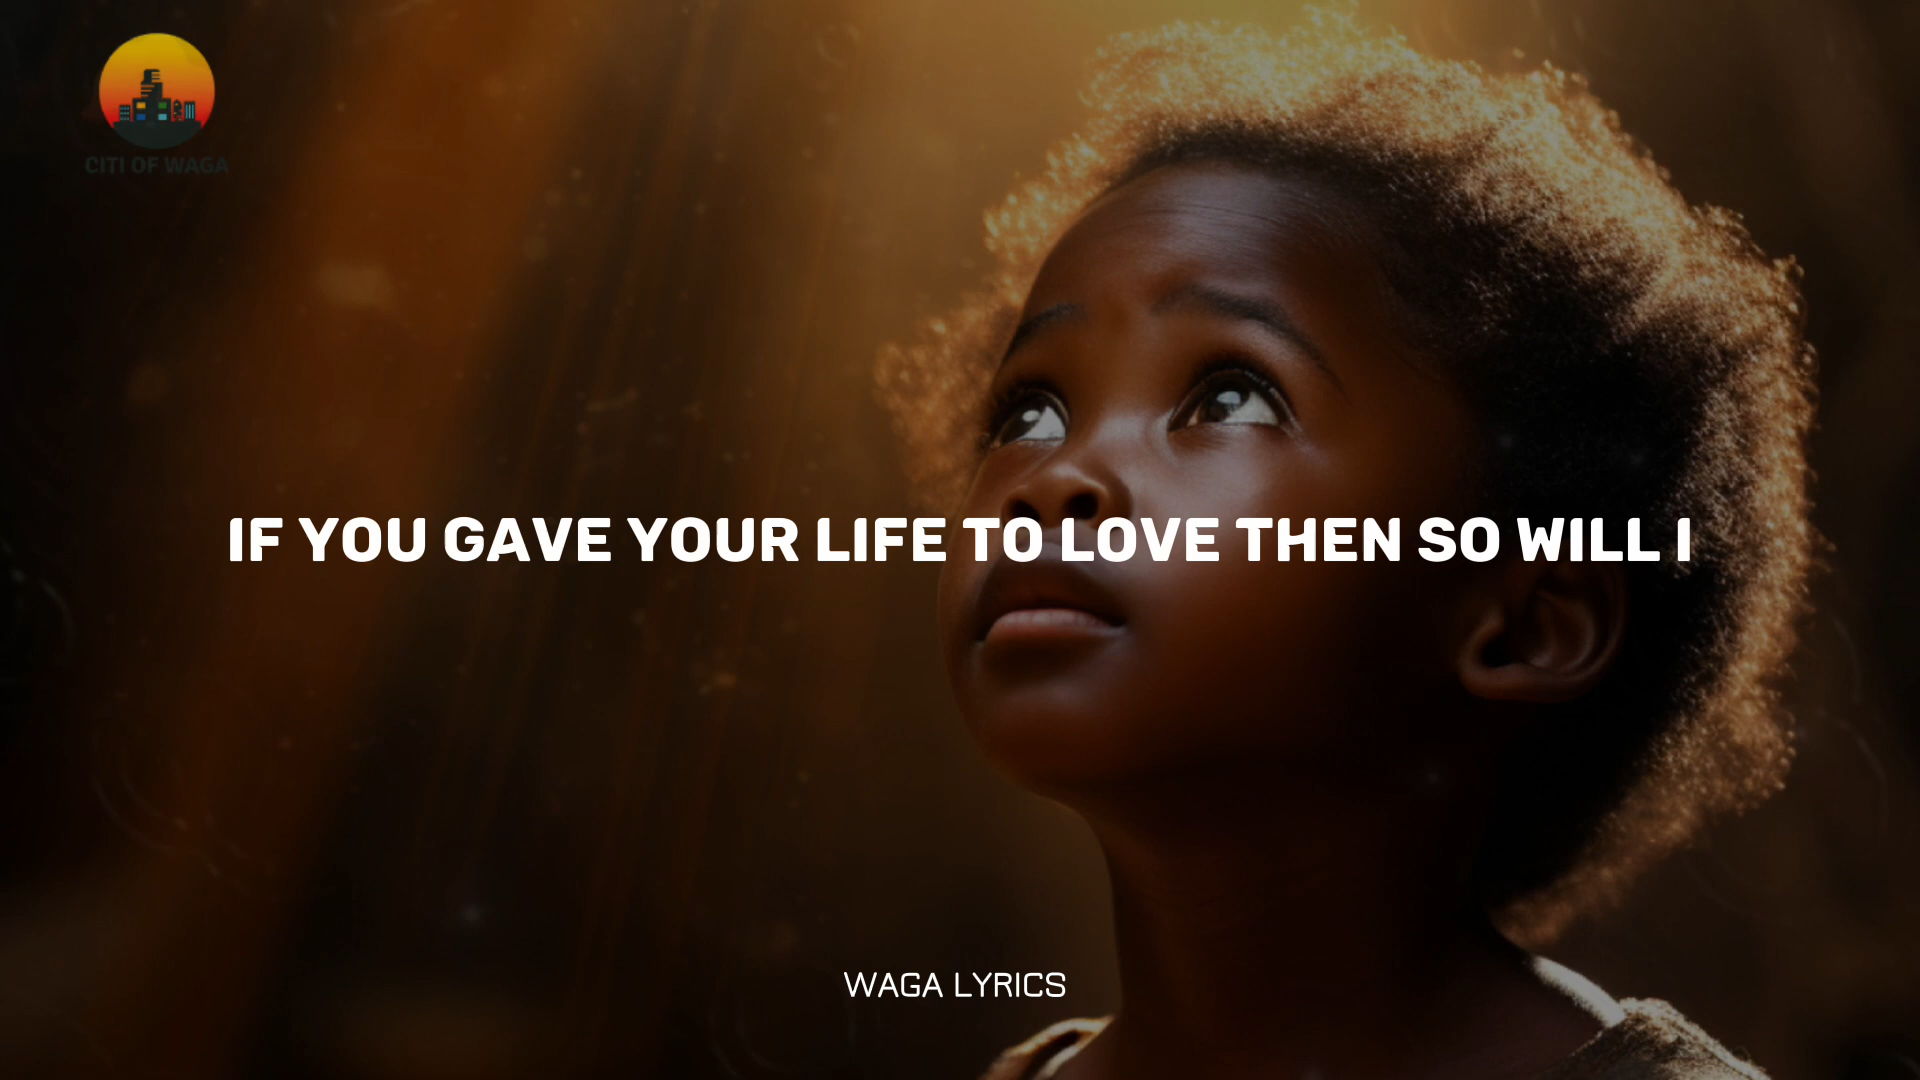 CITI OF WAGA
IF YOU GAVE YOUR LIFE TO LOVE THEN SO WILL I
WAGA LYRICS